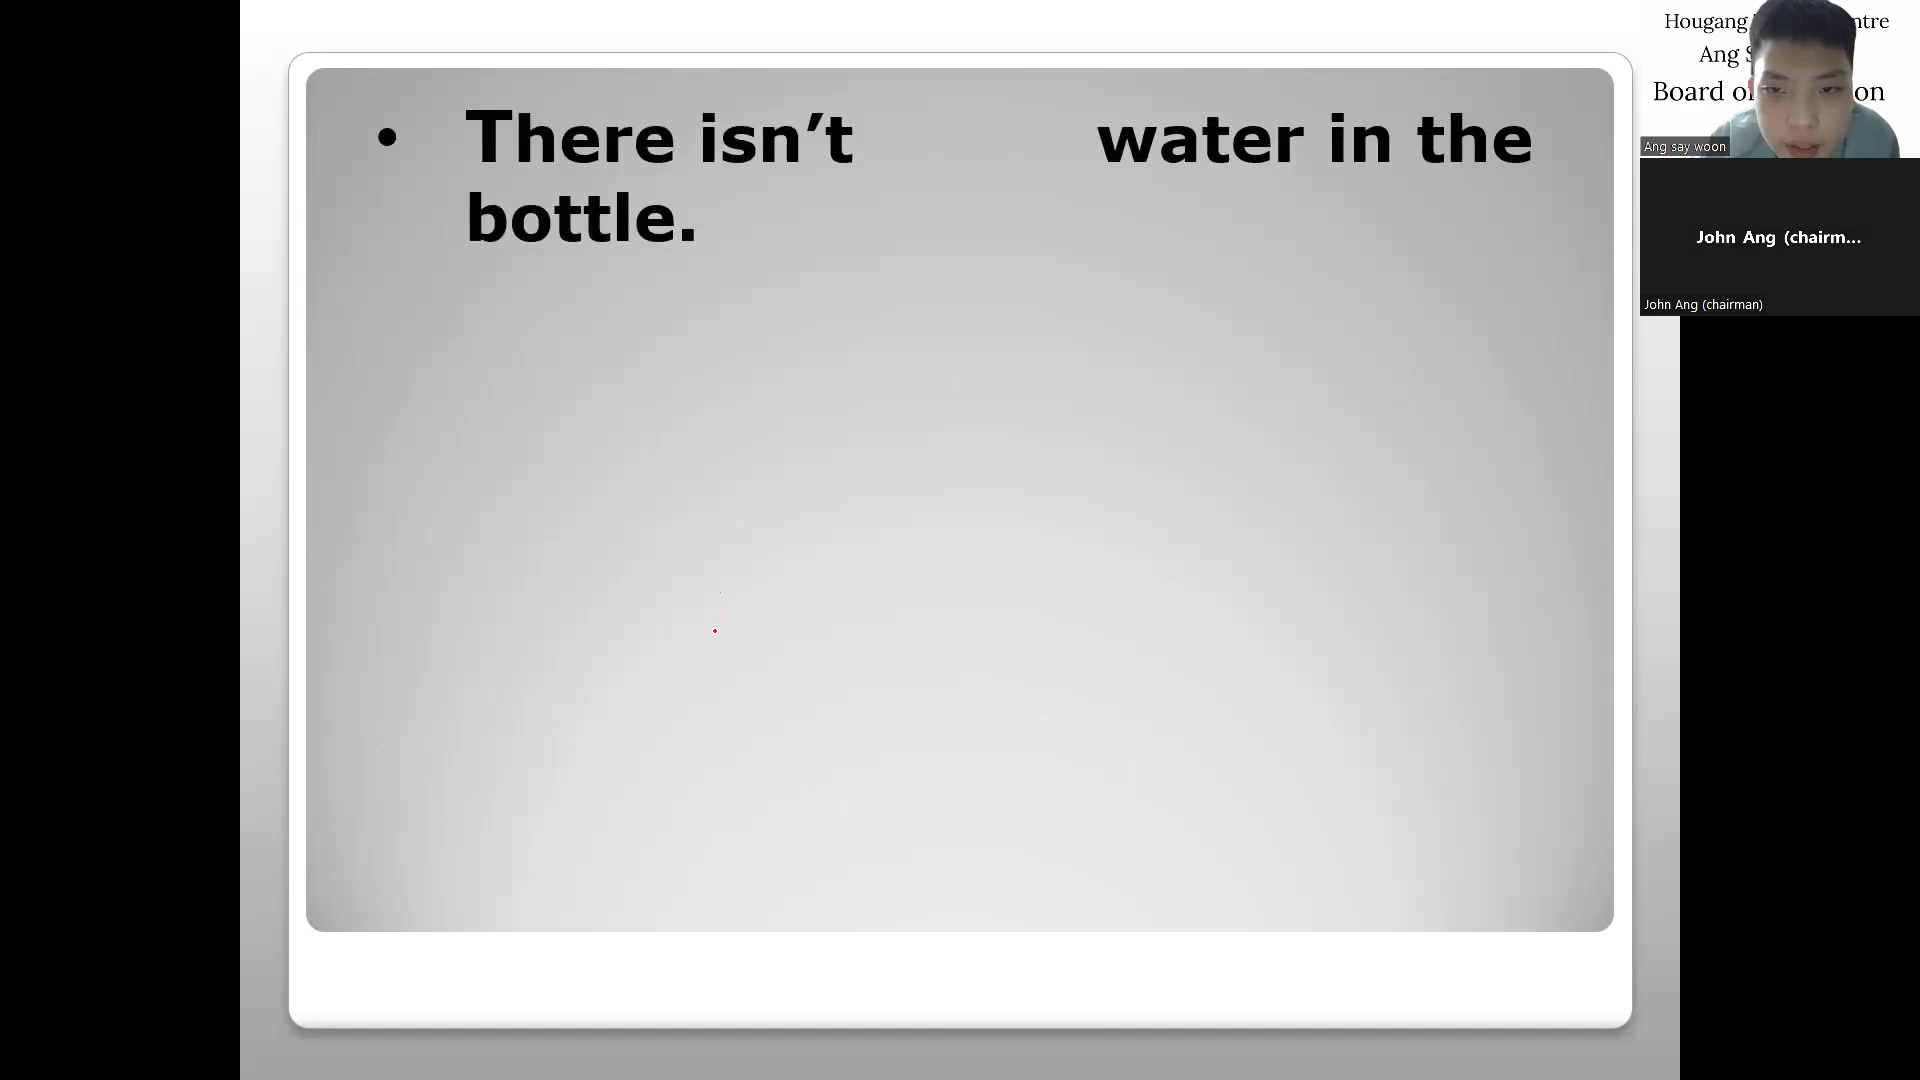 • There isn’t water in the
bottle.
Hougang ntre
Ang
Board on
Ang say woon
John Ang (chairm...
John Ang (chairman)